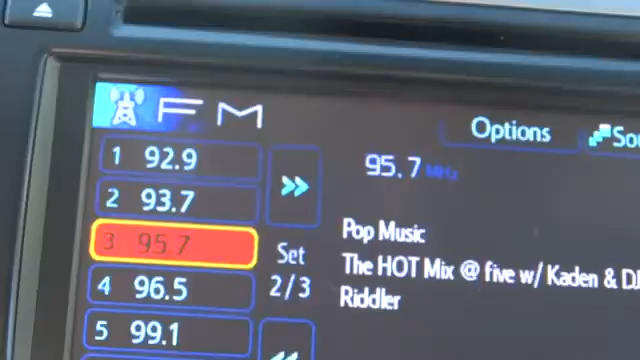 FM
Options
Sou
1 92.9
95.7 MHz
2 93.7
3 95.7
Pop Music
Set
The HOT Mix @ five w/ Kaden & DJ
4 96.5
2/3
Riddler
5 99.1